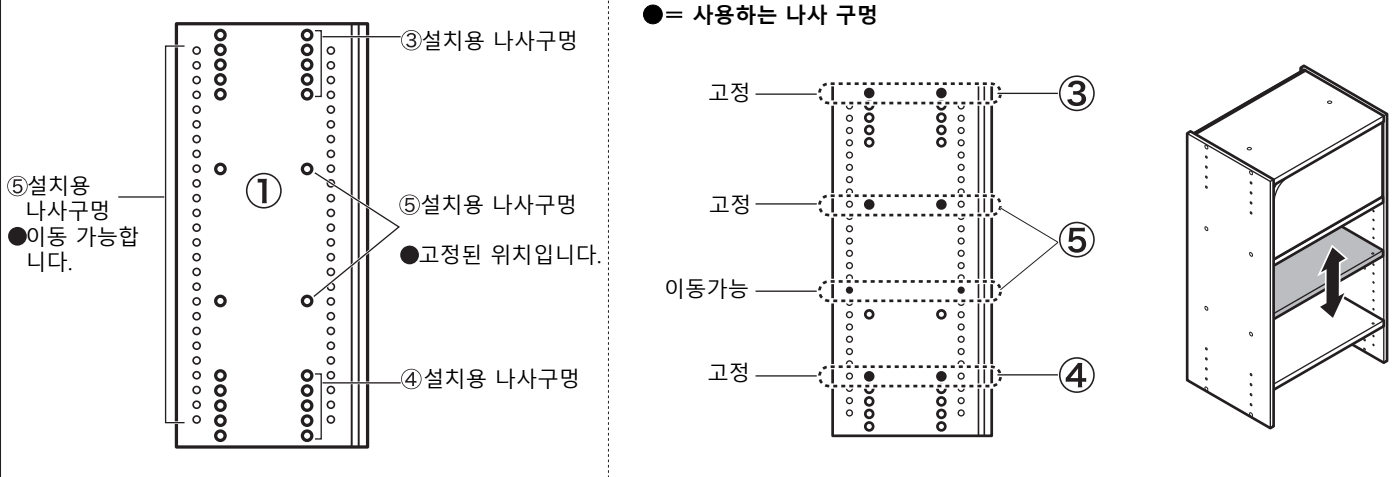 ③설치용 나사구멍
①
⑤설치용
나사구멍
●이동 가능합
니다.
⑤설치용 나사구멍
●고정된 위치입니다.
④설치용 나사구멍
●= 사용하는 나사 구멍
고정
③
고정
⑤
이동가능
고정
④